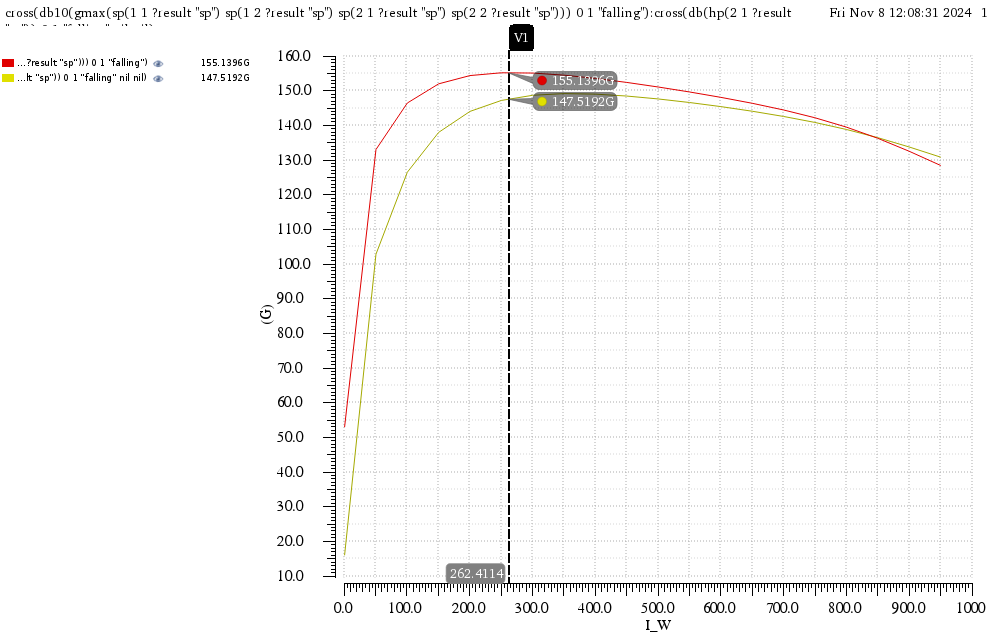 cross(db10(gmax(sp(1 1 ?result "sp") sp(1 2 ?result "sp") sp(2 1 ?result "sp") sp(2 2 ?result "sp"))) 0 1 "falling"):cross(db(hp(2 1 ?result
Fri Nov 8 12:08:31 2024 1
...?result "sp"))) 0 1 "falling") 155.1396G
...lt "sp")) 0 1 "falling" nil nil) 147.5192G
V1
160.0
150.0
140.0
130.0
120.0
110.0
100.0
90.0
80.0
70.0
60.0
50.0
40.0
30.0
20.0
10.0
(G)
155.1396G
147.5192G
262.4114
0.0 100.0 200.0 300.0 400.0 500.0 600.0 700.0 800.0 900.0 1000
I_W